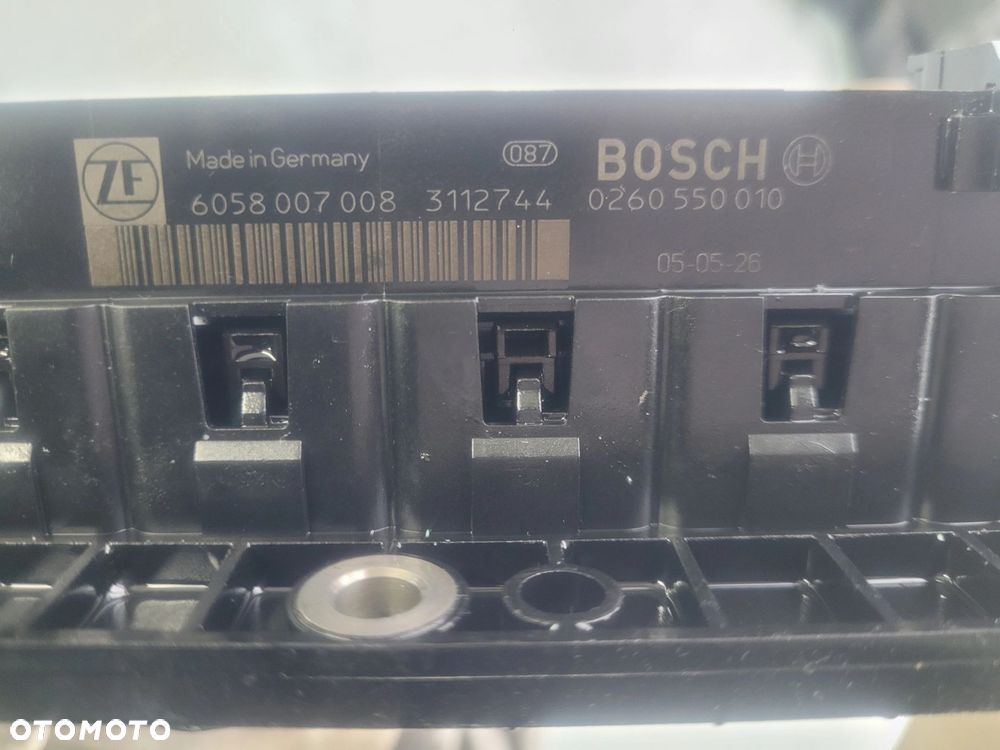 ZF Made in Germany 087 BOSCH
6058 007 008 3112744 0260 550 010
05-05-26
OTOMOTO